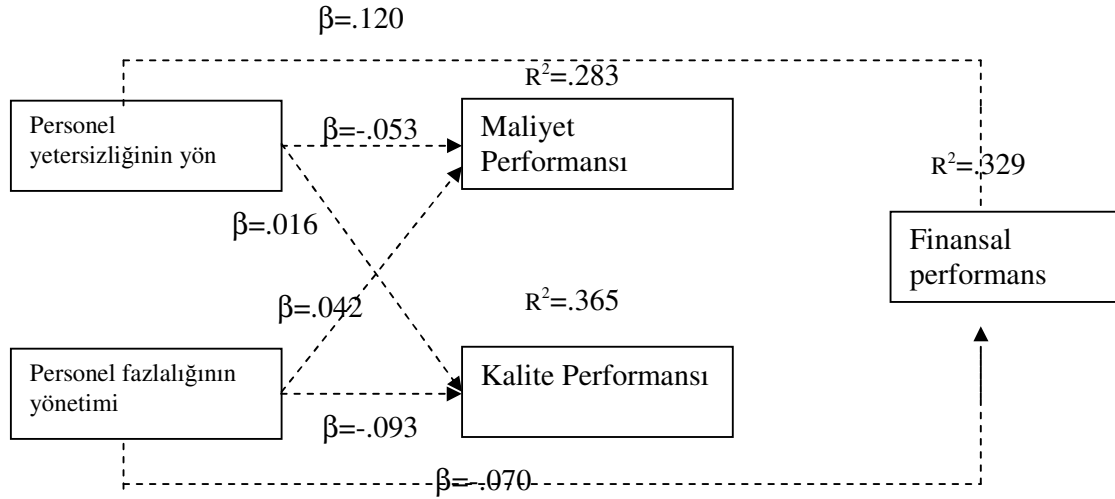 β=.120
R²=.283
Personel
yetersizliğinin yön
β=-.053
Maliyet
Performansı
R²=.329
β=.016
Finansal
performans
β=.042
R²=.365
Personel fazlalığının
yönetimi
Kalite Performansı
β=-.093
β=-.070